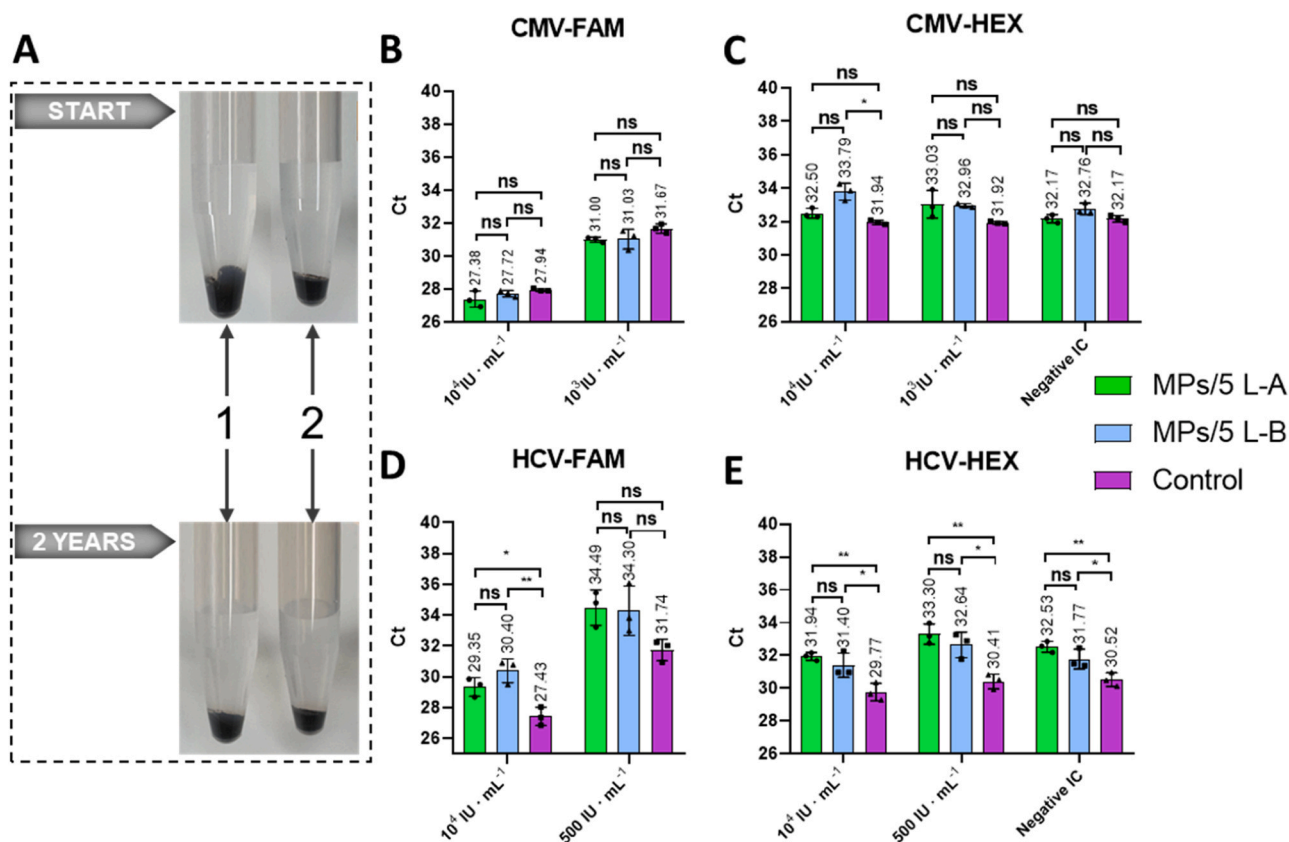 A
START
1
2
2 YEARS
B
CMV-FAM
Ct
40
38
36
34
32
30
28
26
ns
ns
ns
27.38
27.72
27.94
ns
ns
ns
31.00
31.03
31.67
10⁴ IU · mL⁻¹
10³ IU · mL⁻¹
C
CMV-HEX
Ct
40
38
36
34
32
30
28
26
ns
ns
*
32.50
33.79
31.94
ns
ns
ns
33.03
32.96
31.92
ns
ns
ns
32.17
32.76
32.17
10⁴ IU · mL⁻¹
10³ IU · mL⁻¹
Negative IC
MPs/5 L-A
MPs/5 L-B
Control
D
HCV-FAM
Ct
40
38
36
34
32
30
28
26
*
ns
**
29.35
30.40
27.43
ns
ns
ns
34.49
34.30
31.74
10⁴ IU · mL⁻¹
500 IU · mL⁻¹
E
HCV-HEX
Ct
40
38
36
34
32
30
28
26
**
ns
*
31.94
31.40
29.77
**
ns
*
33.30
32.64
30.41
**
ns
*
32.53
31.77
30.52
10⁴ IU · mL⁻¹
500 IU · mL⁻¹
Negative IC